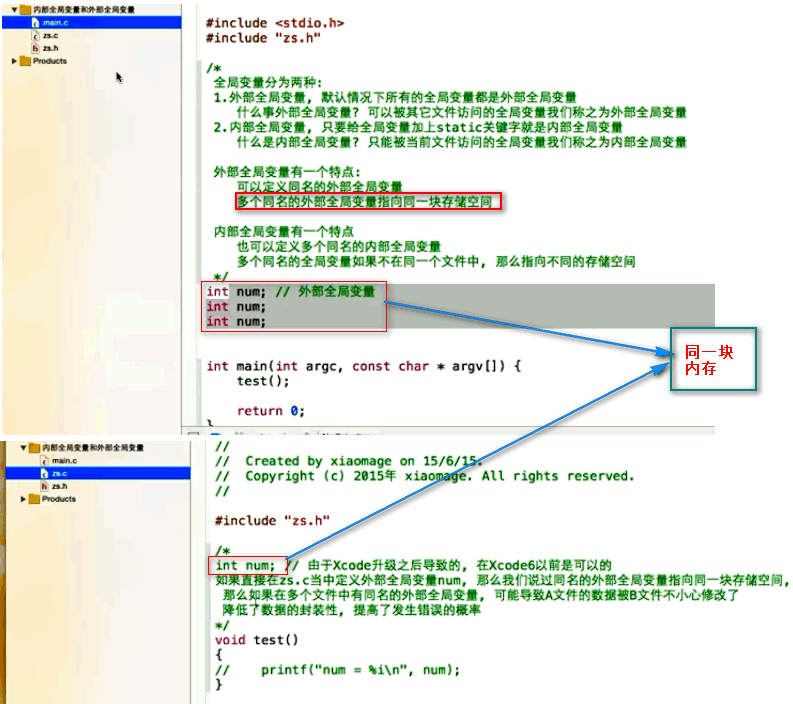 内部全局变量和外部全局变量
main.c
zs.c
zs.h
Products
#include <stdio.h>
#include "zs.h"
/*
全局变量分为两种:
1.外部全局变量, 默认情况下所有的全局变量都是外部全局变量
什么事外部全局变量? 可以被其它文件访问的全局变量我们称之为外部全局变量
2.内部全局变量, 只要给全局变量加上static关键字就是内部全局变量
什么是内部全局变量? 只能被当前文件访问的全局变量我们称之为内部全局变量
外部全局变量有一个特点:
可以定义同名的外部全局变量
多个同名的外部全局变量指向同一块存储空间
内部全局变量有一个特点
也可以定义多个同名的内部全局变量
多个同名的全局变量如果不在同一个文件中, 那么指向不同的存储空间
*/
int num; // 外部全局变量
int num;
int num;
int main(int argc, const char * argv[]) {
test();
return 0;
}
同一块
内存
内部全局变量和外部全局变量
main.c
zs.c
zs.h
Products
//
// Created by xiaomage on 15/6/15.
// Copyright (c) 2015年 xiaomage. All rights reserved.
//
#include "zs.h"
/*
int num; // 由于Xcode升级之后导致的, 在Xcode6以前是可以的
如果直接在zs.c当中定义外部全局变量num, 那么我们说过同名的外部全局变量指向同一块存储空间,
那么如果在多个文件中有同名的外部全局变量, 可能导致A文件的数据被B文件不小心修改了
降低了数据的封装性, 提高了发生错误的概率
*/
void test()
{
// printf("num = %i\n", num);
}